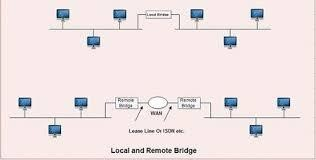 Local Bridge
Remote
Bridge
Remote
Bridge
WAN
Lease Line Or ISDN etc.
Local and Remote Bridge